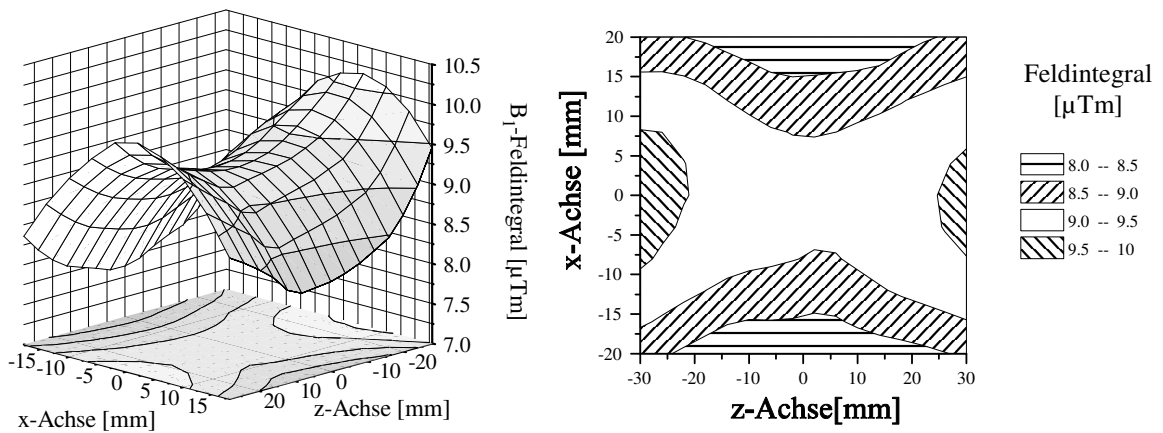 10.5
10.0
9.5
9.0
8.5
8.0
7.5
7.0
B1-Feldintegral [µTm]
-15 -10 -5 0 5 10 15
x-Achse [mm]
20 10 0 -10 -20
z-Achse [mm]
20
15
10
5
0
-5
-10
-15
-20
x-Achse [mm]
-30 -20 -10 0 10 20 30
z-Achse[mm]
Feldintegral
[µTm]
8.0 -- 8.5
8.5 -- 9.0
9.0 -- 9.5
9.5 -- 10